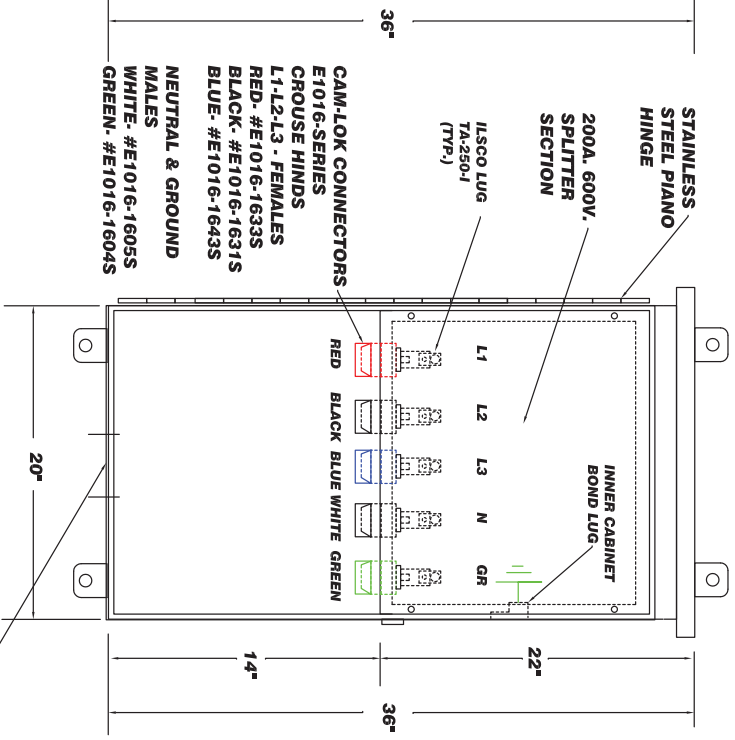 36"
STAINLESS
STEEL PIANO
HINGE
200A. 600V.
SPLITTER
SECTION
ILSCO LUG
TA-250-I
(TYP.)
CAM-LOK CONNECTORS
E1016-SERIES
CROUSE HINDS
L1-L2-L3 - FEMALES
RED- #E1016-1633S
BLACK- #E1016-1631S
BLUE- #E1016-1643S
NEUTRAL & GROUND
MALES
WHITE- #E1016-1605S
GREEN- #E1016-1604S
L1
L2
L3
N
GR
INNER CABINET
BOND LUG
RED
BLACK
BLUE
WHITE
GREEN
20"
22"
14"
36"